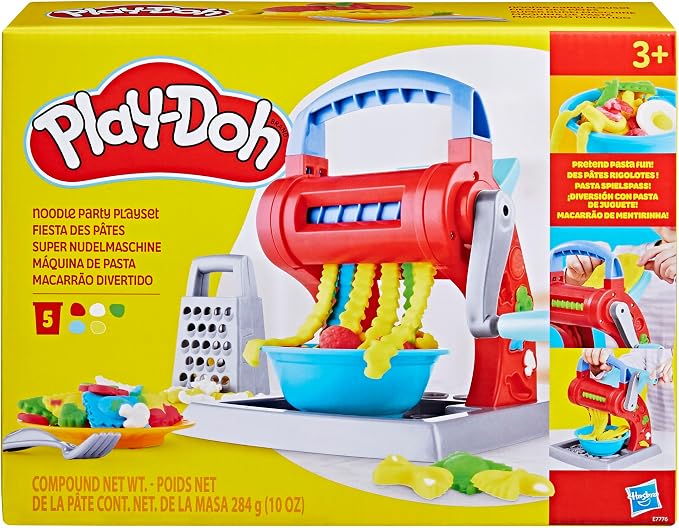 Play-Doh
BRAND
noodle Party Playset
FIESTA DES PÂTES
SUPER NUDELMASCHINE
MÁQUINA DE PASTA
MACARRÃO DIVERTIDO
5
COMPOUND NET WT. - POIDS NET
DE LA PÂTE CONT. NET. DE LA MASA 284 g (10 OZ)
3+
Pretend Pasta Fun!
DES PÂTES RIGOLOTES !
PASTA SPIELSPASS!
¡DIVERSIÓN CON PASTA
DE JUGUETE!
MACARRÃO DE MENTIRINHA!
Hasbro
E7776